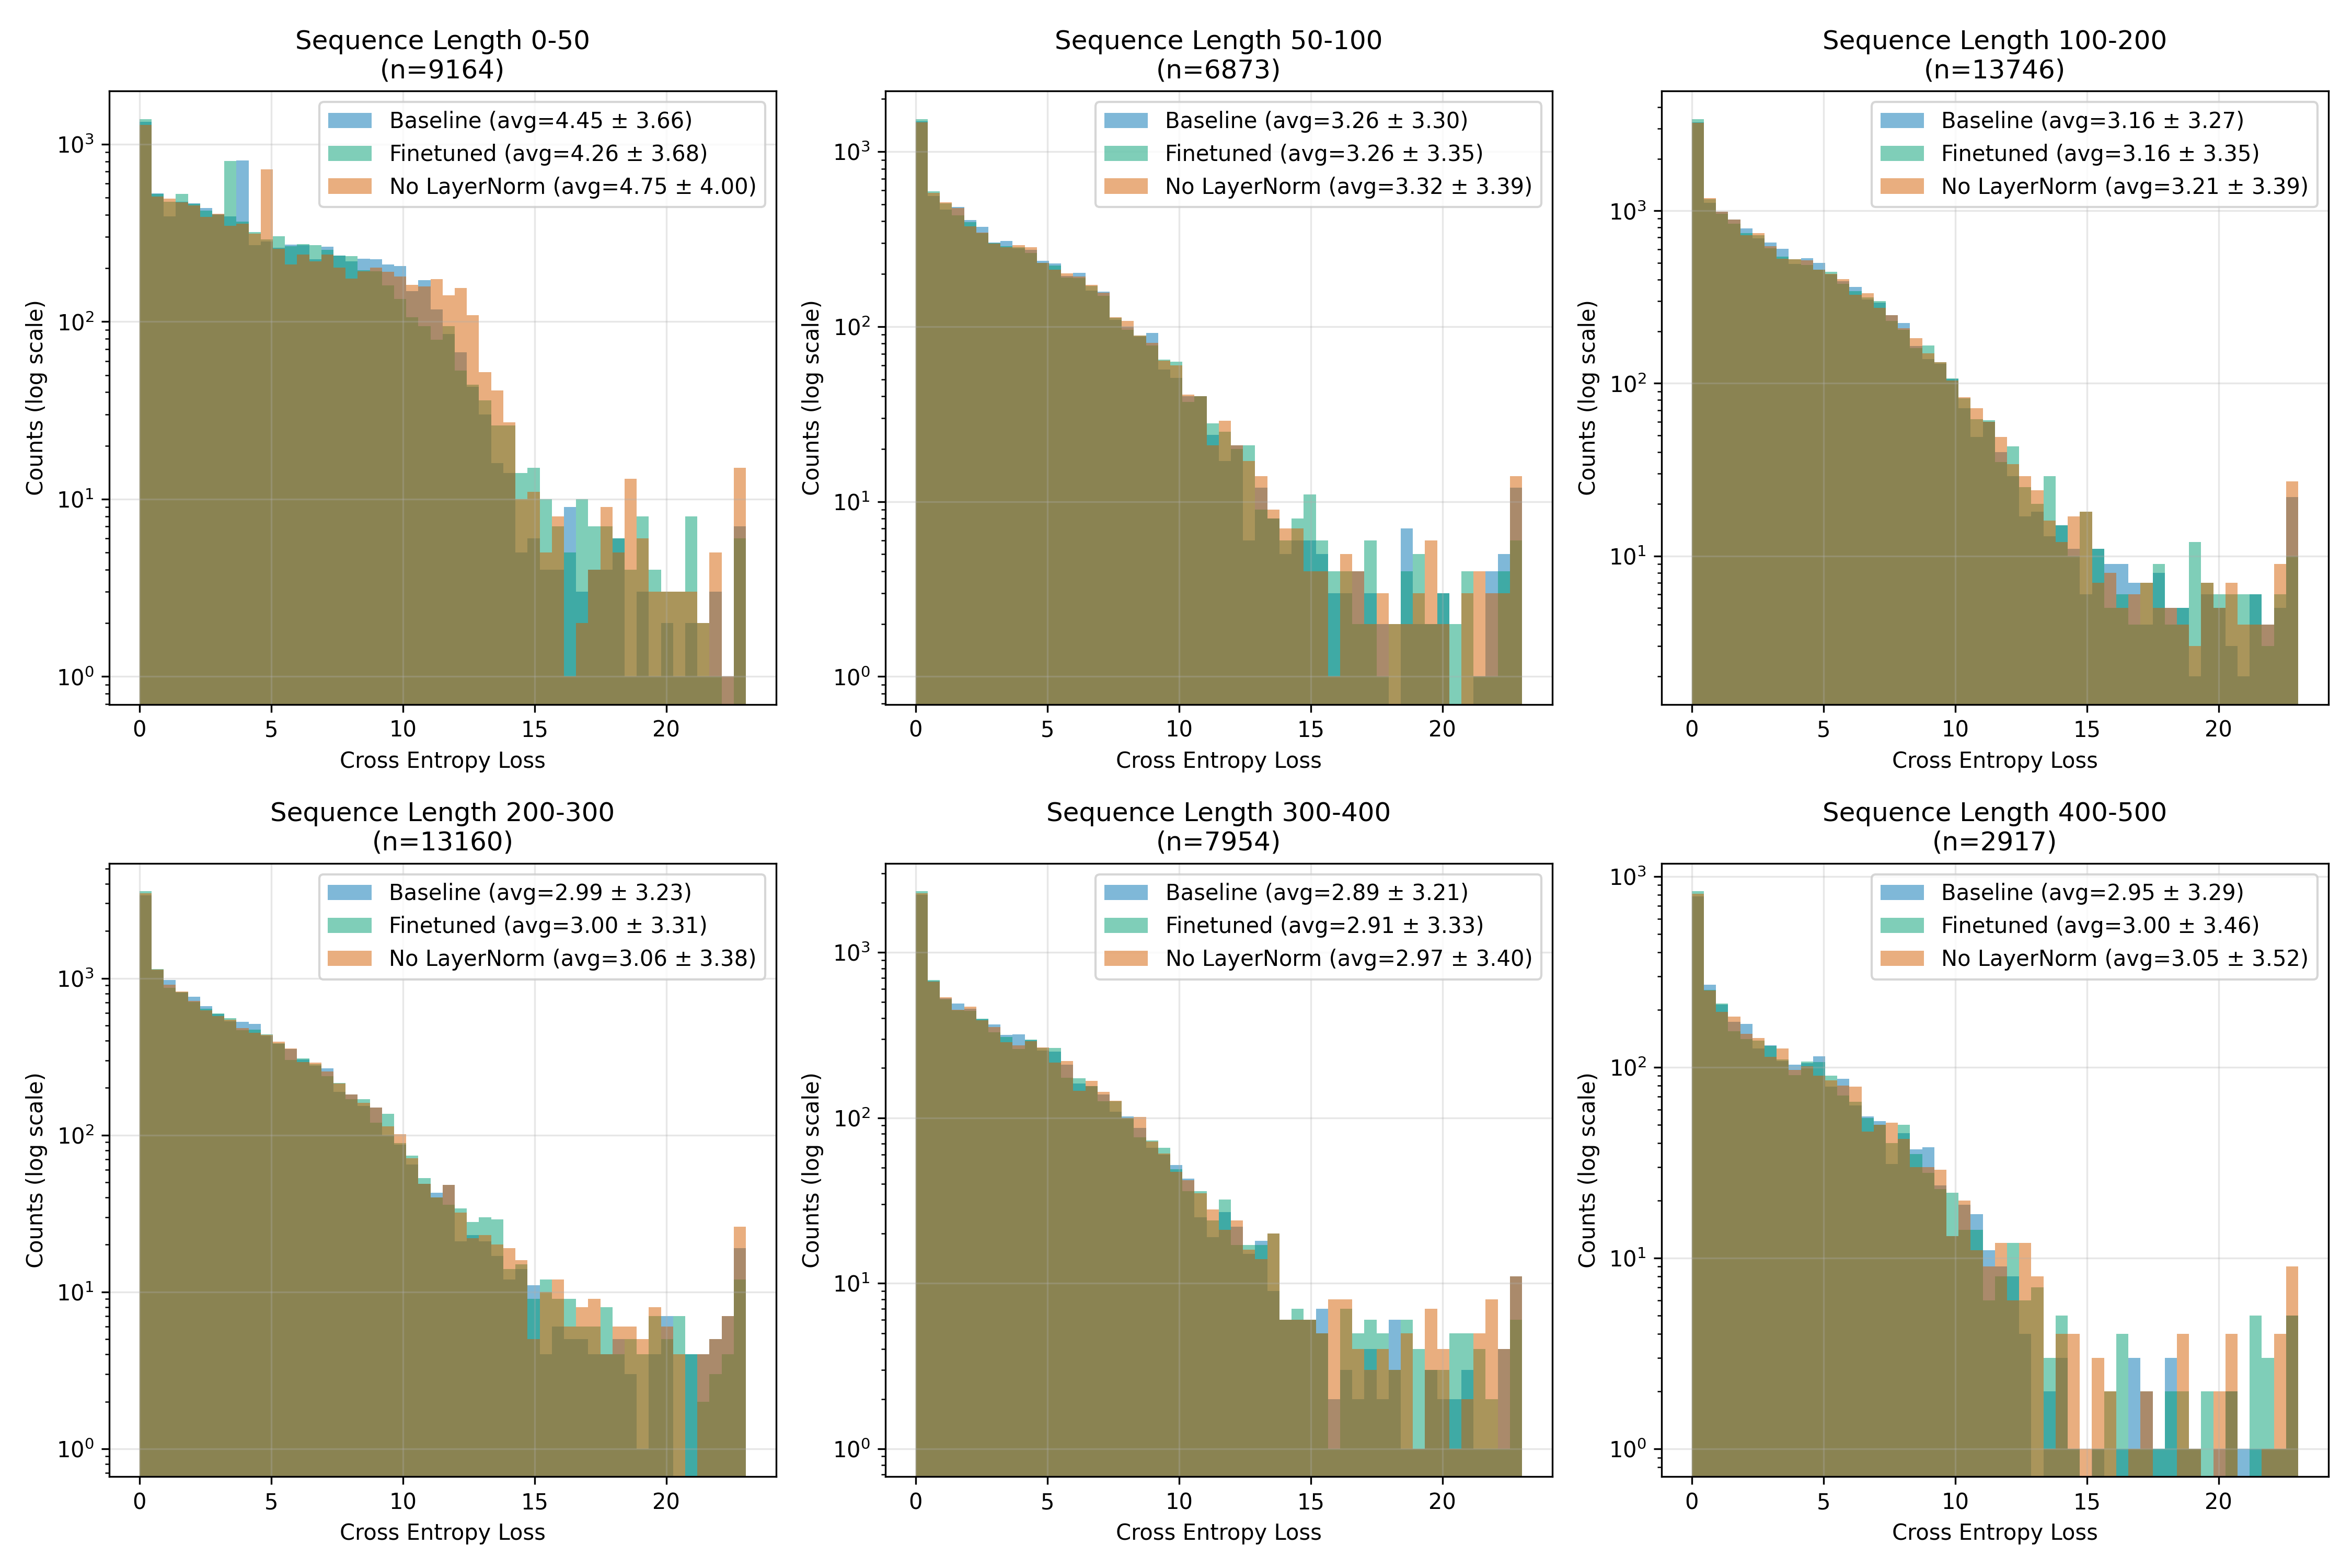 Sequence Length 0-50
(n=9164)
Baseline (avg=4.45 ± 3.66)
Finetuned (avg=4.26 ± 3.68)
No LayerNorm (avg=4.75 ± 4.00)
10³
10²
10¹
10⁰
Counts (log scale)
0 5 10 15 20
Cross Entropy Loss
Sequence Length 50-100
(n=6873)
Baseline (avg=3.26 ± 3.30)
Finetuned (avg=3.26 ± 3.35)
No LayerNorm (avg=3.32 ± 3.39)
10³
10²
10¹
10⁰
Counts (log scale)
0 5 10 15 20
Cross Entropy Loss
Sequence Length 100-200
(n=13746)
Baseline (avg=3.16 ± 3.27)
Finetuned (avg=3.16 ± 3.35)
No LayerNorm (avg=3.21 ± 3.39)
10³
10²
10¹
Counts (log scale)
0 5 10 15 20
Cross Entropy Loss
Sequence Length 200-300
(n=13160)
Baseline (avg=2.99 ± 3.23)
Finetuned (avg=3.00 ± 3.31)
No LayerNorm (avg=3.06 ± 3.38)
10³
10²
10¹
10⁰
Counts (log scale)
0 5 10 15 20
Cross Entropy Loss
Sequence Length 300-400
(n=7954)
Baseline (avg=2.89 ± 3.21)
Finetuned (avg=2.91 ± 3.33)
No LayerNorm (avg=2.97 ± 3.40)
10³
10²
10¹
10⁰
Counts (log scale)
0 5 10 15 20
Cross Entropy Loss
Sequence Length 400-500
(n=2917)
Baseline (avg=2.95 ± 3.29)
Finetuned (avg=3.00 ± 3.46)
No LayerNorm (avg=3.05 ± 3.52)
10³
10²
10¹
10⁰
Counts (log scale)
0 5 10 15 20
Cross Entropy Loss